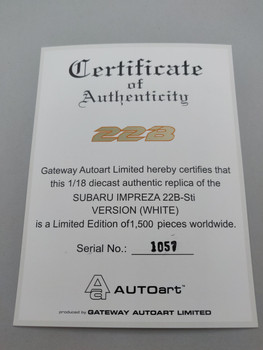 Certificate
of
Authenticity
22B
Gateway Autoart Limited hereby certifies that
this 1/18 diecast authentic replica of the
SUBARU IMPREZA 22B-Sti
VERSION (WHITE)
is a Limited Edition of1,500 pieces worldwide.
Serial No.: 1057
AUTOart™
produced by GATEWAY AUTOART LIMITED